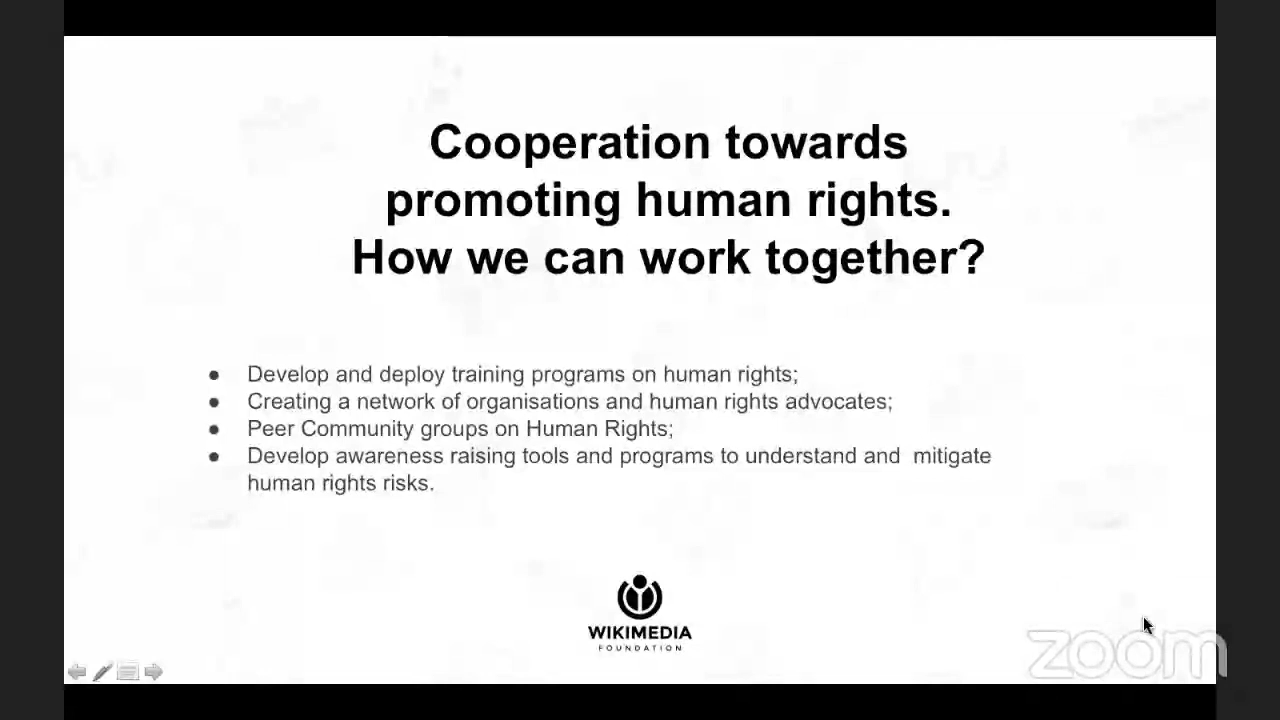 Cooperation towards
promoting human rights.
How we can work together?
● Develop and deploy training programs on human rights;
● Creating a network of organisations and human rights advocates;
● Peer Community groups on Human Rights;
● Develop awareness raising tools and programs to understand and  mitigate
human rights risks.
WIKIMEDIA
FOUNDATION
zoom